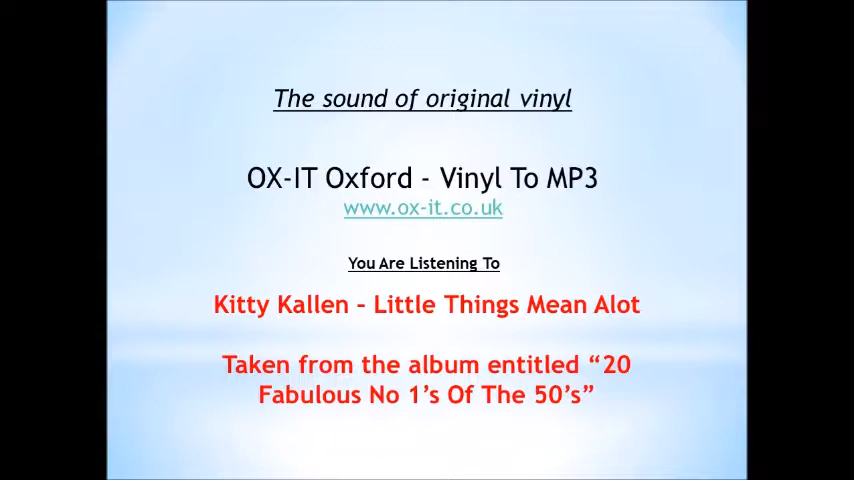 The sound of original vinyl
OX-IT Oxford - Vinyl To MP3
www.ox-it.co.uk
You Are Listening To
Kitty Kallen – Little Things Mean Alot
Taken from the album entitled “20
Fabulous No 1’s Of The 50’s”